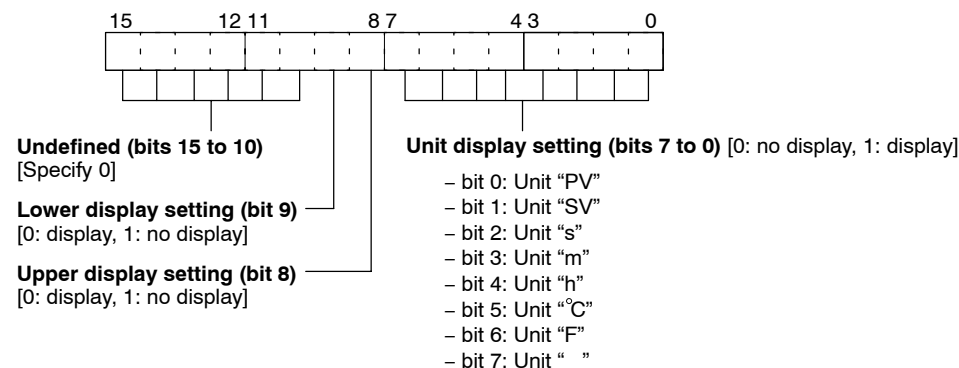 15 12 11 8 7 4 3 0
Undefined (bits 15 to 10)
[Specify 0]
Lower display setting (bit 9)
[0: display, 1: no display]
Upper display setting (bit 8)
[0: display, 1: no display]
Unit display setting (bits 7 to 0) [0: no display, 1: display]
– bit 0: Unit “PV”
– bit 1: Unit “SV”
– bit 2: Unit “s”
– bit 3: Unit “m”
– bit 4: Unit “h”
– bit 5: Unit “°C”
– bit 6: Unit “F”
– bit 7: Unit “ ”